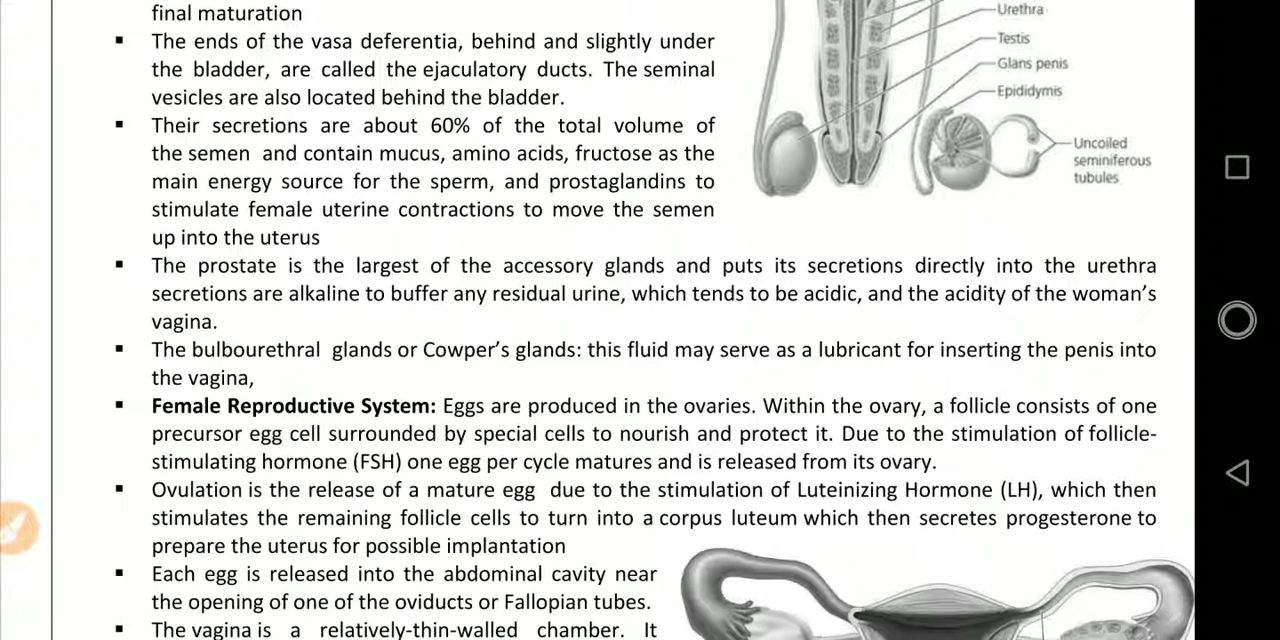 final maturation
▪ The ends of the vasa deferentia, behind and slightly under
the bladder, are called the ejaculatory ducts. The seminal
vesicles are also located behind the bladder.
▪ Their secretions are about 60% of the total volume of
the semen and contain mucus, amino acids, fructose as the
main energy source for the sperm, and prostaglandins to
stimulate female uterine contractions to move the semen
up into the uterus
Urethra
Testis
Glans penis
Epididymis
Uncoiled
seminiferous
tubules
▪ The prostate is the largest of the accessory glands and puts its secretions directly into the urethra
secretions are alkaline to buffer any residual urine, which tends to be acidic, and the acidity of the woman's
vagina.
▪ The bulbourethral glands or Cowper's glands: this fluid may serve as a lubricant for inserting the penis into
the vagina,
▪ Female Reproductive System: Eggs are produced in the ovaries. Within the ovary, a follicle consists of one
precursor egg cell surrounded by special cells to nourish and protect it. Due to the stimulation of follicle-
stimulating hormone (FSH) one egg per cycle matures and is released from its ovary.
▪ Ovulation is the release of a mature egg due to the stimulation of Luteinizing Hormone (LH), which then
stimulates the remaining follicle cells to turn into a corpus luteum which then secretes progesterone to
prepare the uterus for possible implantation
▪ Each egg is released into the abdominal cavity near
the opening of one of the oviducts or Fallopian tubes.
▪ The vagina is a relatively-thin-walled chamber. It